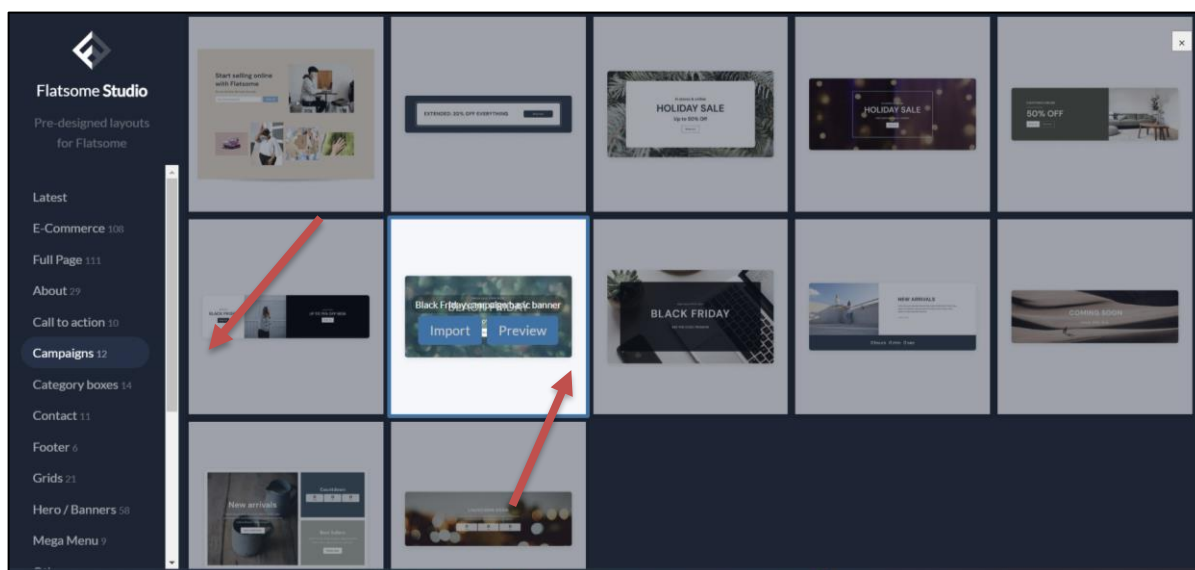 Flatsome Studio
Pre-designed layouts
for Flatsome
Latest
E-Commerce 108
Full Page 111
About 29
Call to action 10
Campaigns 12
Category boxes 14
Contact 11
Footer 6
Grids 21
Hero / Banners 58
Mega Menu 9
Start selling online
with Flatsome
EXTENDED: 20% OFF EVERYTHING
HOLIDAY SALE
Up to 50% Off
HOLIDAY SALE
50% OFF
×
BLACK FRIDAY
Black Friday campaign basic banner
Import
Preview
BLACK FRIDAY
NEW ARRIVALS
COMING SOON
New arrivals
Countdown
Best Sellers